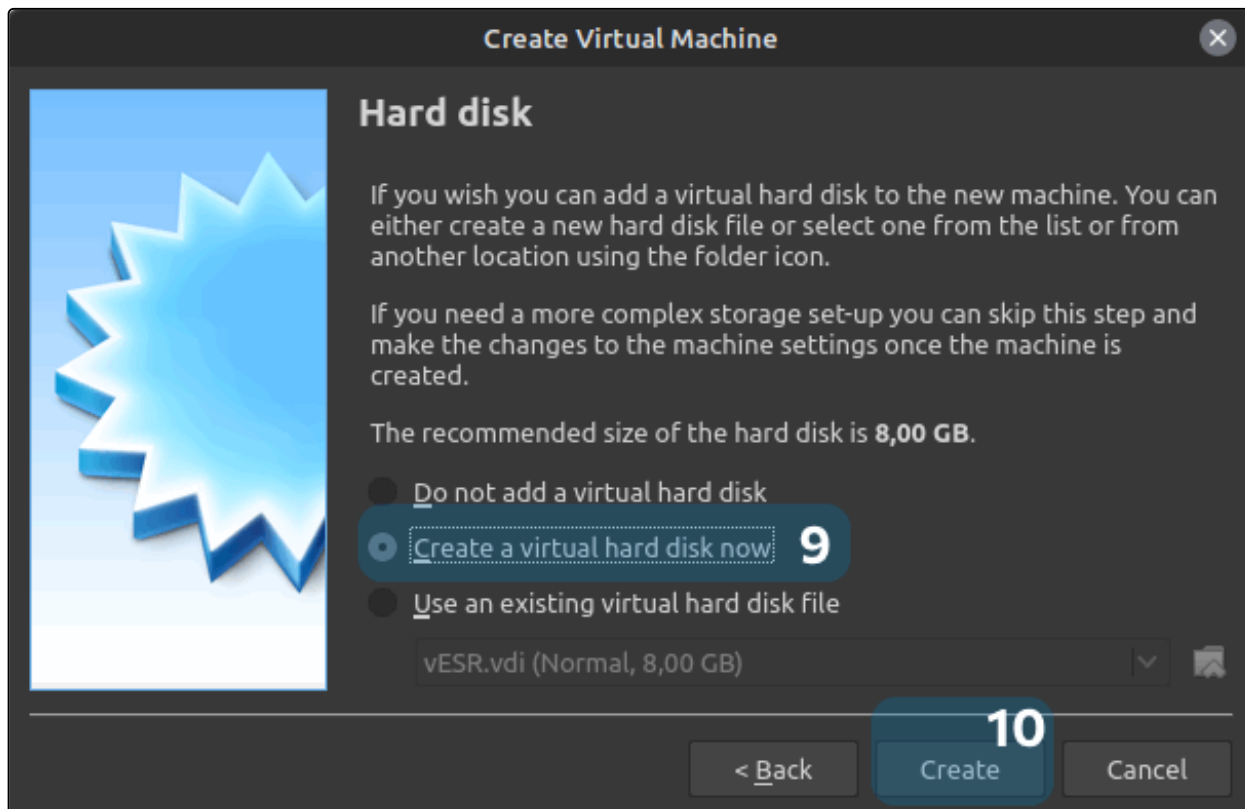 Create Virtual Machine
Hard disk
If you wish you can add a virtual hard disk to the new machine. You can
either create a new hard disk file or select one from the list or from
another location using the folder icon.
If you need a more complex storage set-up you can skip this step and
make the changes to the machine settings once the machine is
created.
The recommended size of the hard disk is 8,00 GB.
Do not add a virtual hard disk
Create a virtual hard disk now 9
Use an existing virtual hard disk file
vESR.vdi (Normal, 8,00 GB)
10
< Back Create Cancel